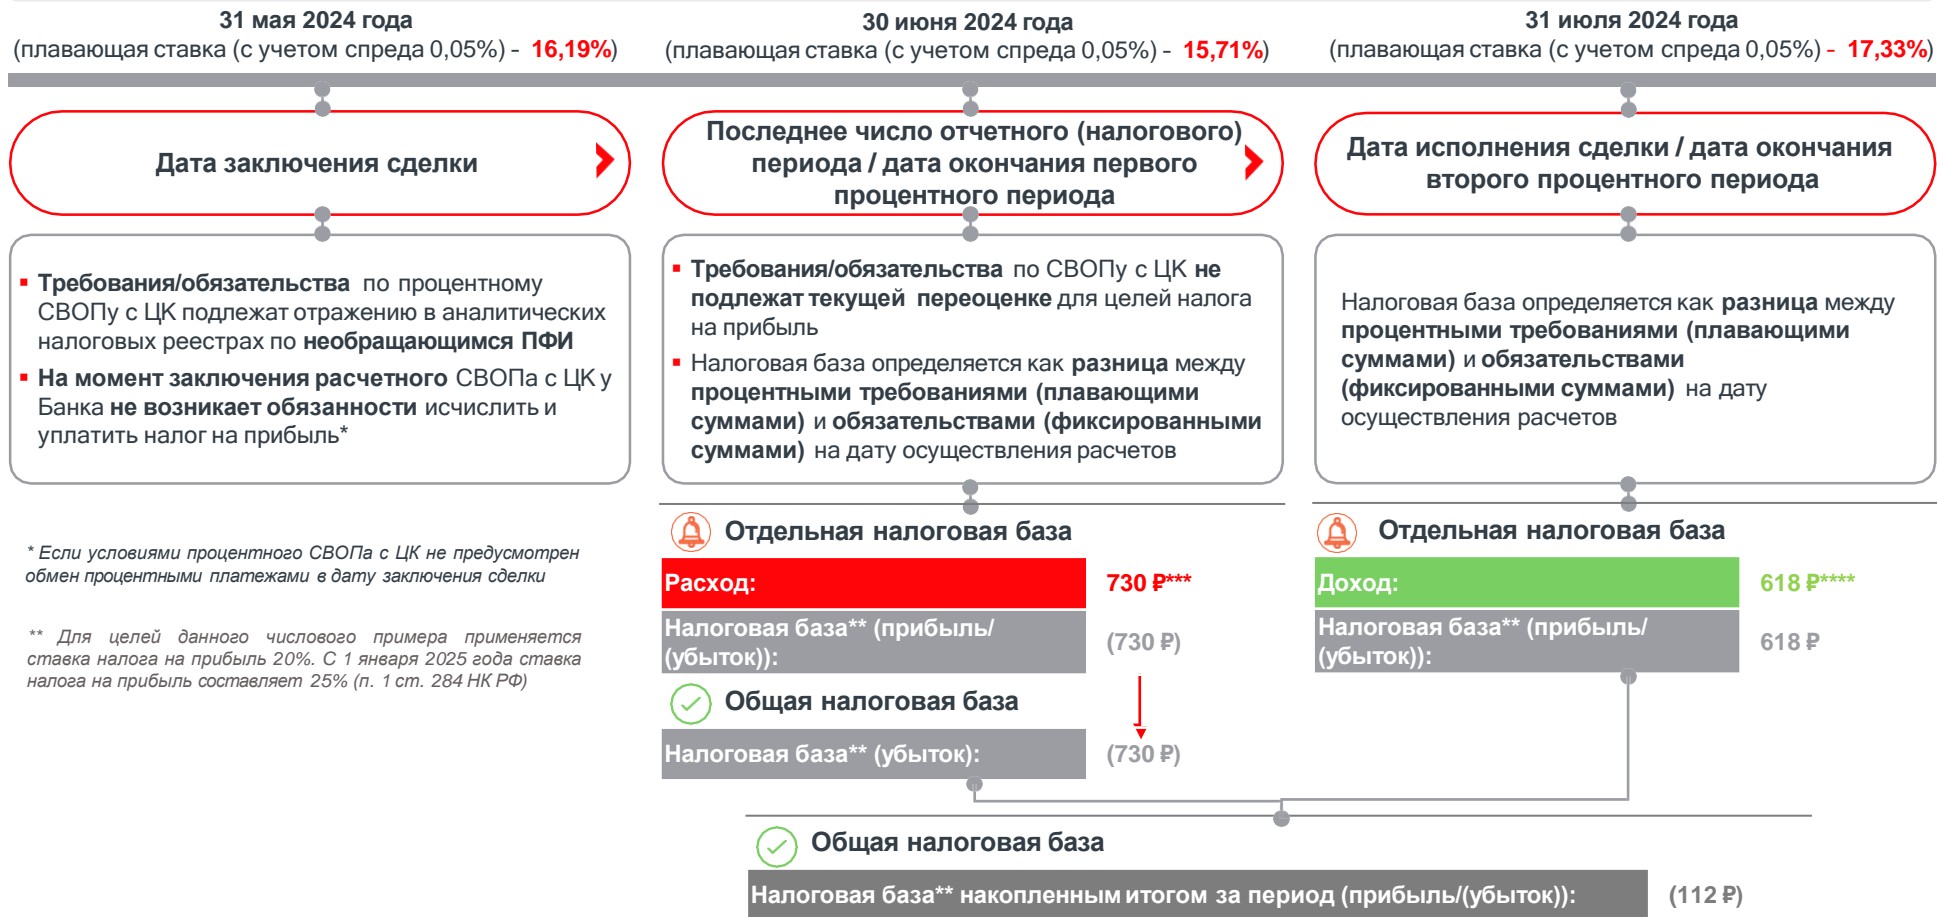 31 мая 2024 года
(плавающая ставка (с учетом спреда 0,05%) - 16,19%)
30 июня 2024 года
(плавающая ставка (с учетом спреда 0,05%) - 15,71%)
31 июля 2024 года
(плавающая ставка (с учетом спреда 0,05%) - 17,33%)
Дата заключения сделки
Последнее число отчетного (налогового)
периода / дата окончания первого
процентного периода
Дата исполнения сделки / дата окончания
второго процентного периода
▪ Требования/обязательства по процентному
СВОПу с ЦК подлежат отражению в аналитических
налоговых реестрах по необращающимся ПФИ
▪ На момент заключения расчетного СВОПа с ЦК у
Банка не возникает обязанности исчислить и
уплатить налог на прибыль*
▪ Требования/обязательства по СВОПу с ЦК не
подлежат текущей переоценке для целей налога
на прибыль
▪ Налоговая база определяется как разница между
процентными требованиями (плавающими
суммами) и обязательствами (фиксированными
суммами) на дату осуществления расчетов
Налоговая база определяется как разница между
процентными требованиями (плавающими
суммами) и обязательствами
(фиксированными суммами) на дату
осуществления расчетов
* Если условиями процентного СВОПа с ЦК не предусмотрен
обмен процентными платежами в дату заключения сделки
** Для целей данного числового примера применяется
ставка налога на прибыль 20%. С 1 января 2025 года ставка
налога на прибыль составляет 25% (п. 1 ст. 284 НК РФ)
Отдельная налоговая база
Расход: 730 ₽***
Налоговая база** (прибыль/
(убыток)): (730 ₽)
Общая налоговая база
Налоговая база** (убыток): (730 ₽)
Отдельная налоговая база
Доход: 618 ₽****
Налоговая база** (прибыль/
(убыток)): 618 ₽
Общая налоговая база
Налоговая база** накопленным итогом за период (прибыль/(убыток)): (112 ₽)